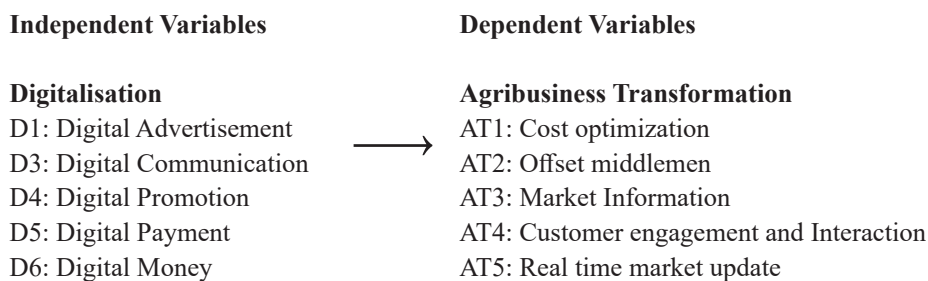 Independent Variables
Dependent Variables
Digitalisation
D1: Digital Advertisement
D3: Digital Communication
D4: Digital Promotion
D5: Digital Payment
D6: Digital Money
Agribusiness Transformation
AT1: Cost optimization
AT2: Offset middlemen
AT3: Market Information
AT4: Customer engagement and Interaction
AT5: Real time market update